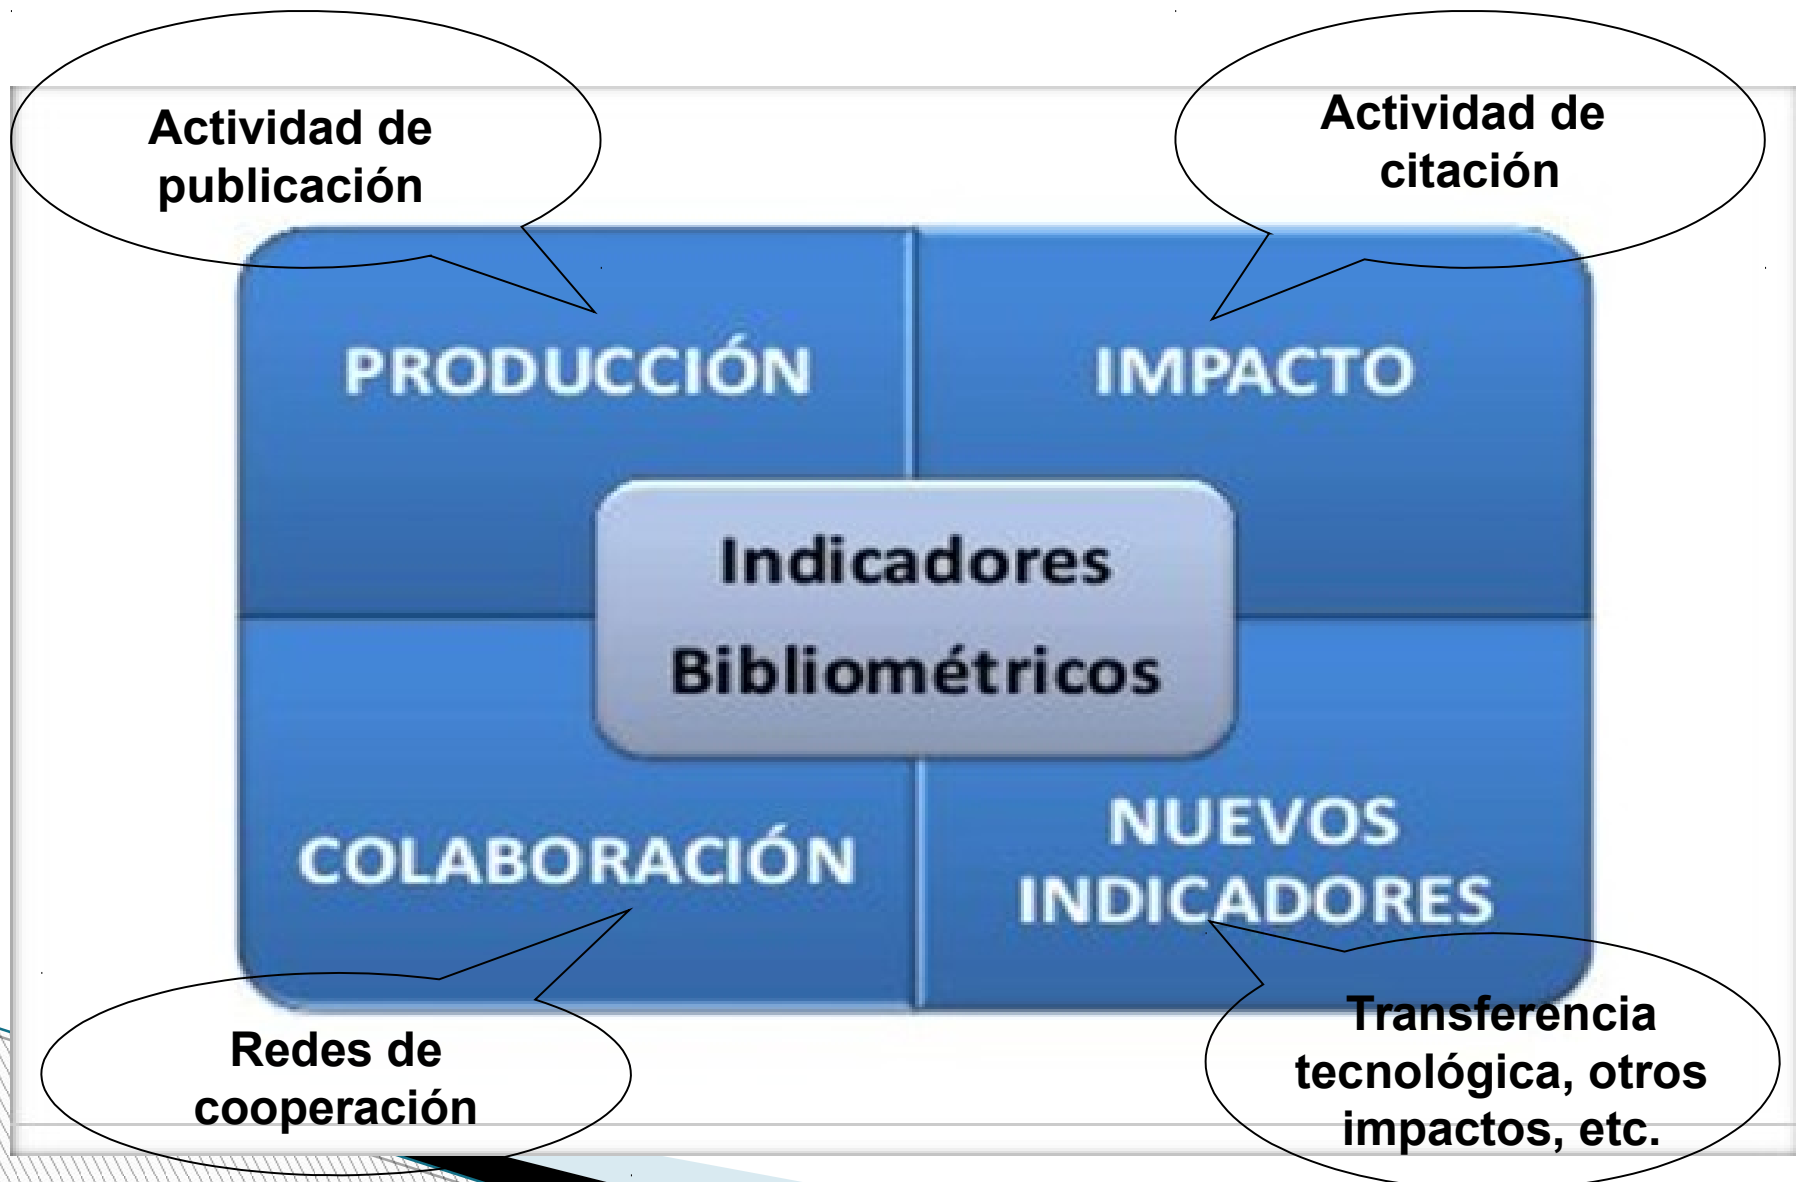 Actividad de
publicación
Actividad de
citación
PRODUCCIÓN
IMPACTO
Indicadores
Bibliométricos
COLABORACIÓN
NUEVOS
INDICADORES
Redes de
cooperación
Transferencia
tecnológica, otros
impactos, etc.